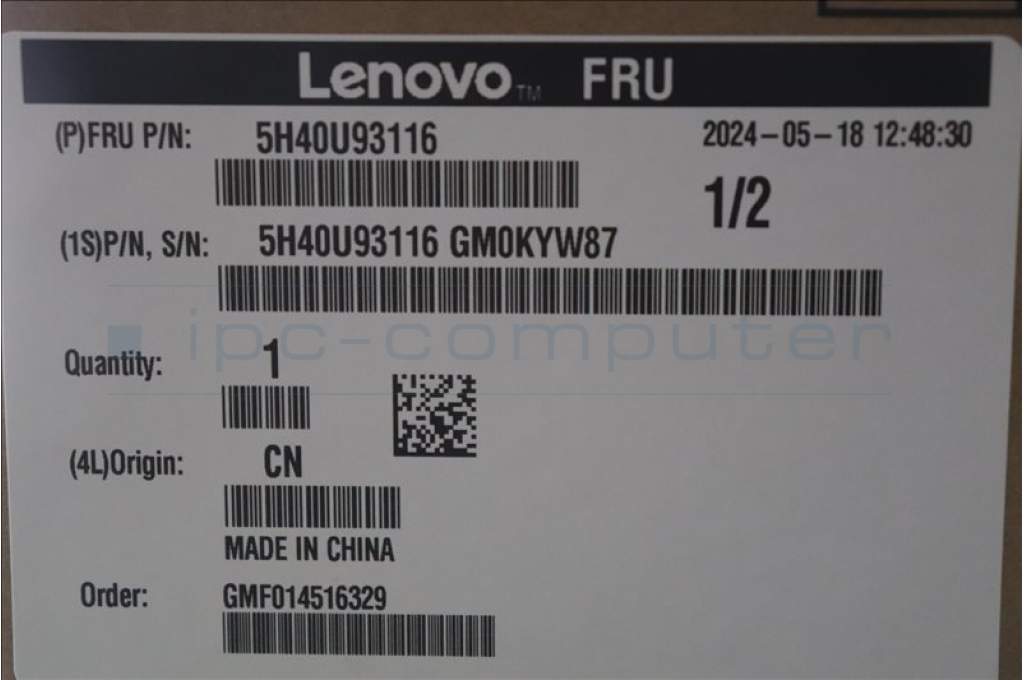 Lenovo™ FRU
(P)FRU P/N: 5H40U93116 2024-05-18 12:48:30
1/2
(1S)P/N, S/N: 5H40U93116 GM0KYW87
ipc-computer
Quantity: 1
(4L)Origin: CN
MADE IN CHINA
Order: GMF014516329